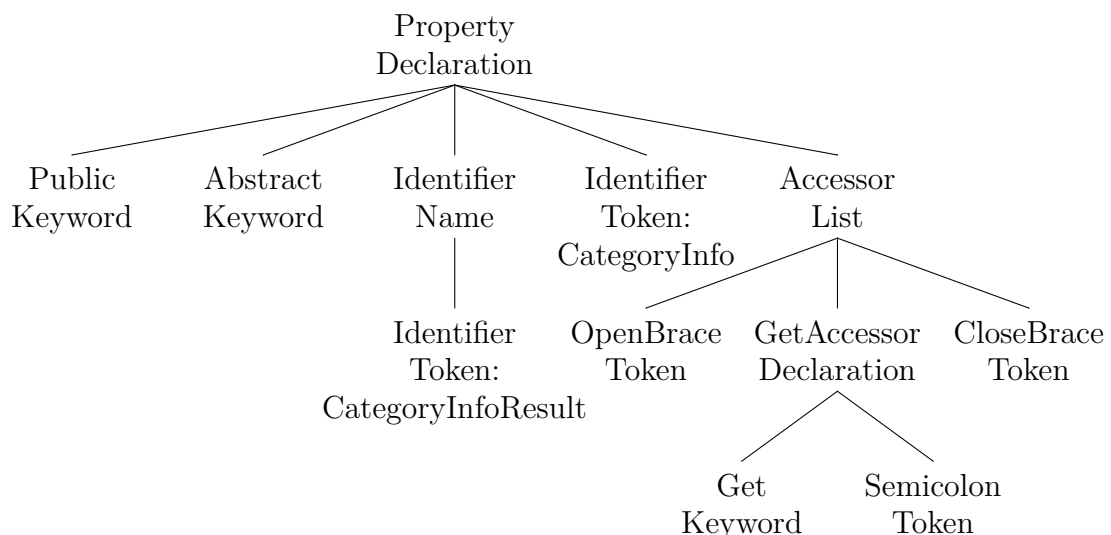 Property
Declaration
Public
Keyword
Abstract
Keyword
Identifier
Name
Identifier
Token:
CategoryInfo
Accessor
List
Identifier
Token:
CategoryInfoResult
OpenBrace
Token
GetAccessor
Declaration
CloseBrace
Token
Get
Keyword
Semicolon
Token